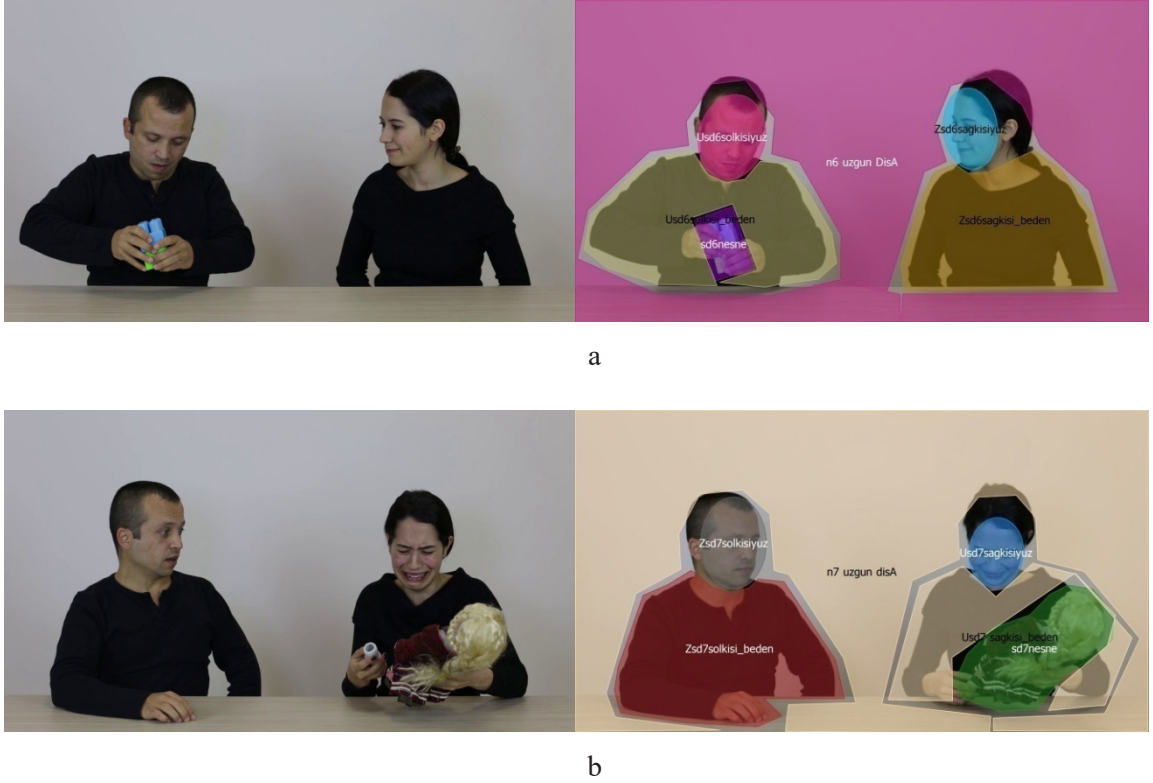 Usd6solkisiyuz
Zsd6sagkisiyuz
n6 uzgun DisA
Usd6solkisi_beden
Zsd6sagkisi_beden
sd6nesne
a
Zsd7solkisiyuz
Usd7sagkisiyuz
n7 uzgun disA
Usd7 sagkisi_beden
Zsd7solkisi_beden
sd7nesne
b